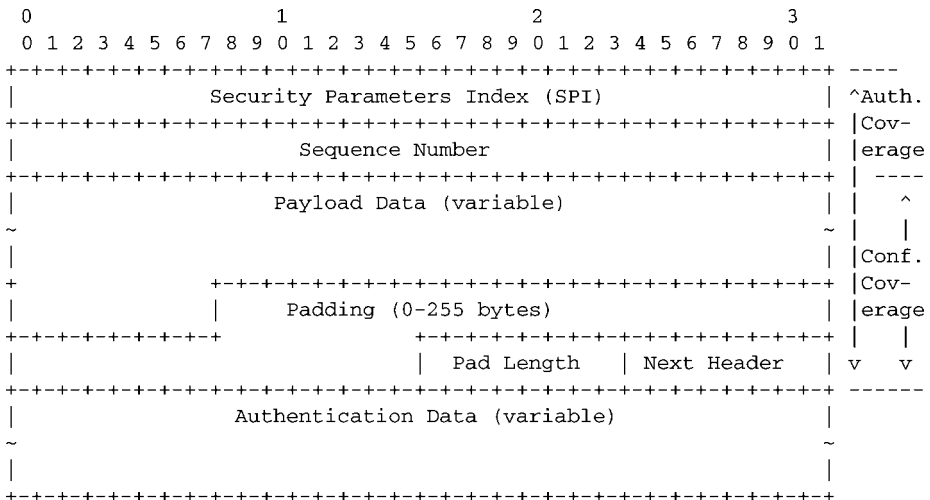 0                   1                   2                   3
 0 1 2 3 4 5 6 7 8 9 0 1 2 3 4 5 6 7 8 9 0 1 2 3 4 5 6 7 8 9 0 1
+-+-+-+-+-+-+-+-+-+-+-+-+-+-+-+-+-+-+-+-+-+-+-+-+-+-+-+-+-+-+-+-+ ----
|               Security Parameters Index (SPI)                 | ^Auth.
+-+-+-+-+-+-+-+-+-+-+-+-+-+-+-+-+-+-+-+-+-+-+-+-+-+-+-+-+-+-+-+-+ |Cov-
|                      Sequence Number                          | |erage
+-+-+-+-+-+-+-+-+-+-+-+-+-+-+-+-+-+-+-+-+-+-+-+-+-+-+-+-+-+-+-+-+ | ----
|                    Payload Data (variable)                    | |   ^
~                                                               ~ |   |
|                                                               | |Conf.
+               +-+-+-+-+-+-+-+-+-+-+-+-+-+-+-+-+-+-+-+-+-+-+-+-+ |Cov-
|               |     Padding (0-255 bytes)                     | |erage
+-+-+-+-+-+-+-+-+               +-+-+-+-+-+-+-+-+-+-+-+-+-+-+-+-+ |   |
|                               |  Pad Length   | Next Header   | v   v
+-+-+-+-+-+-+-+-+-+-+-+-+-+-+-+-+-+-+-+-+-+-+-+-+-+-+-+-+-+-+-+-+ ------
|                 Authentication Data (variable)                |
~                                                               ~
|                                                               |
+-+-+-+-+-+-+-+-+-+-+-+-+-+-+-+-+-+-+-+-+-+-+-+-+-+-+-+-+-+-+-+-+